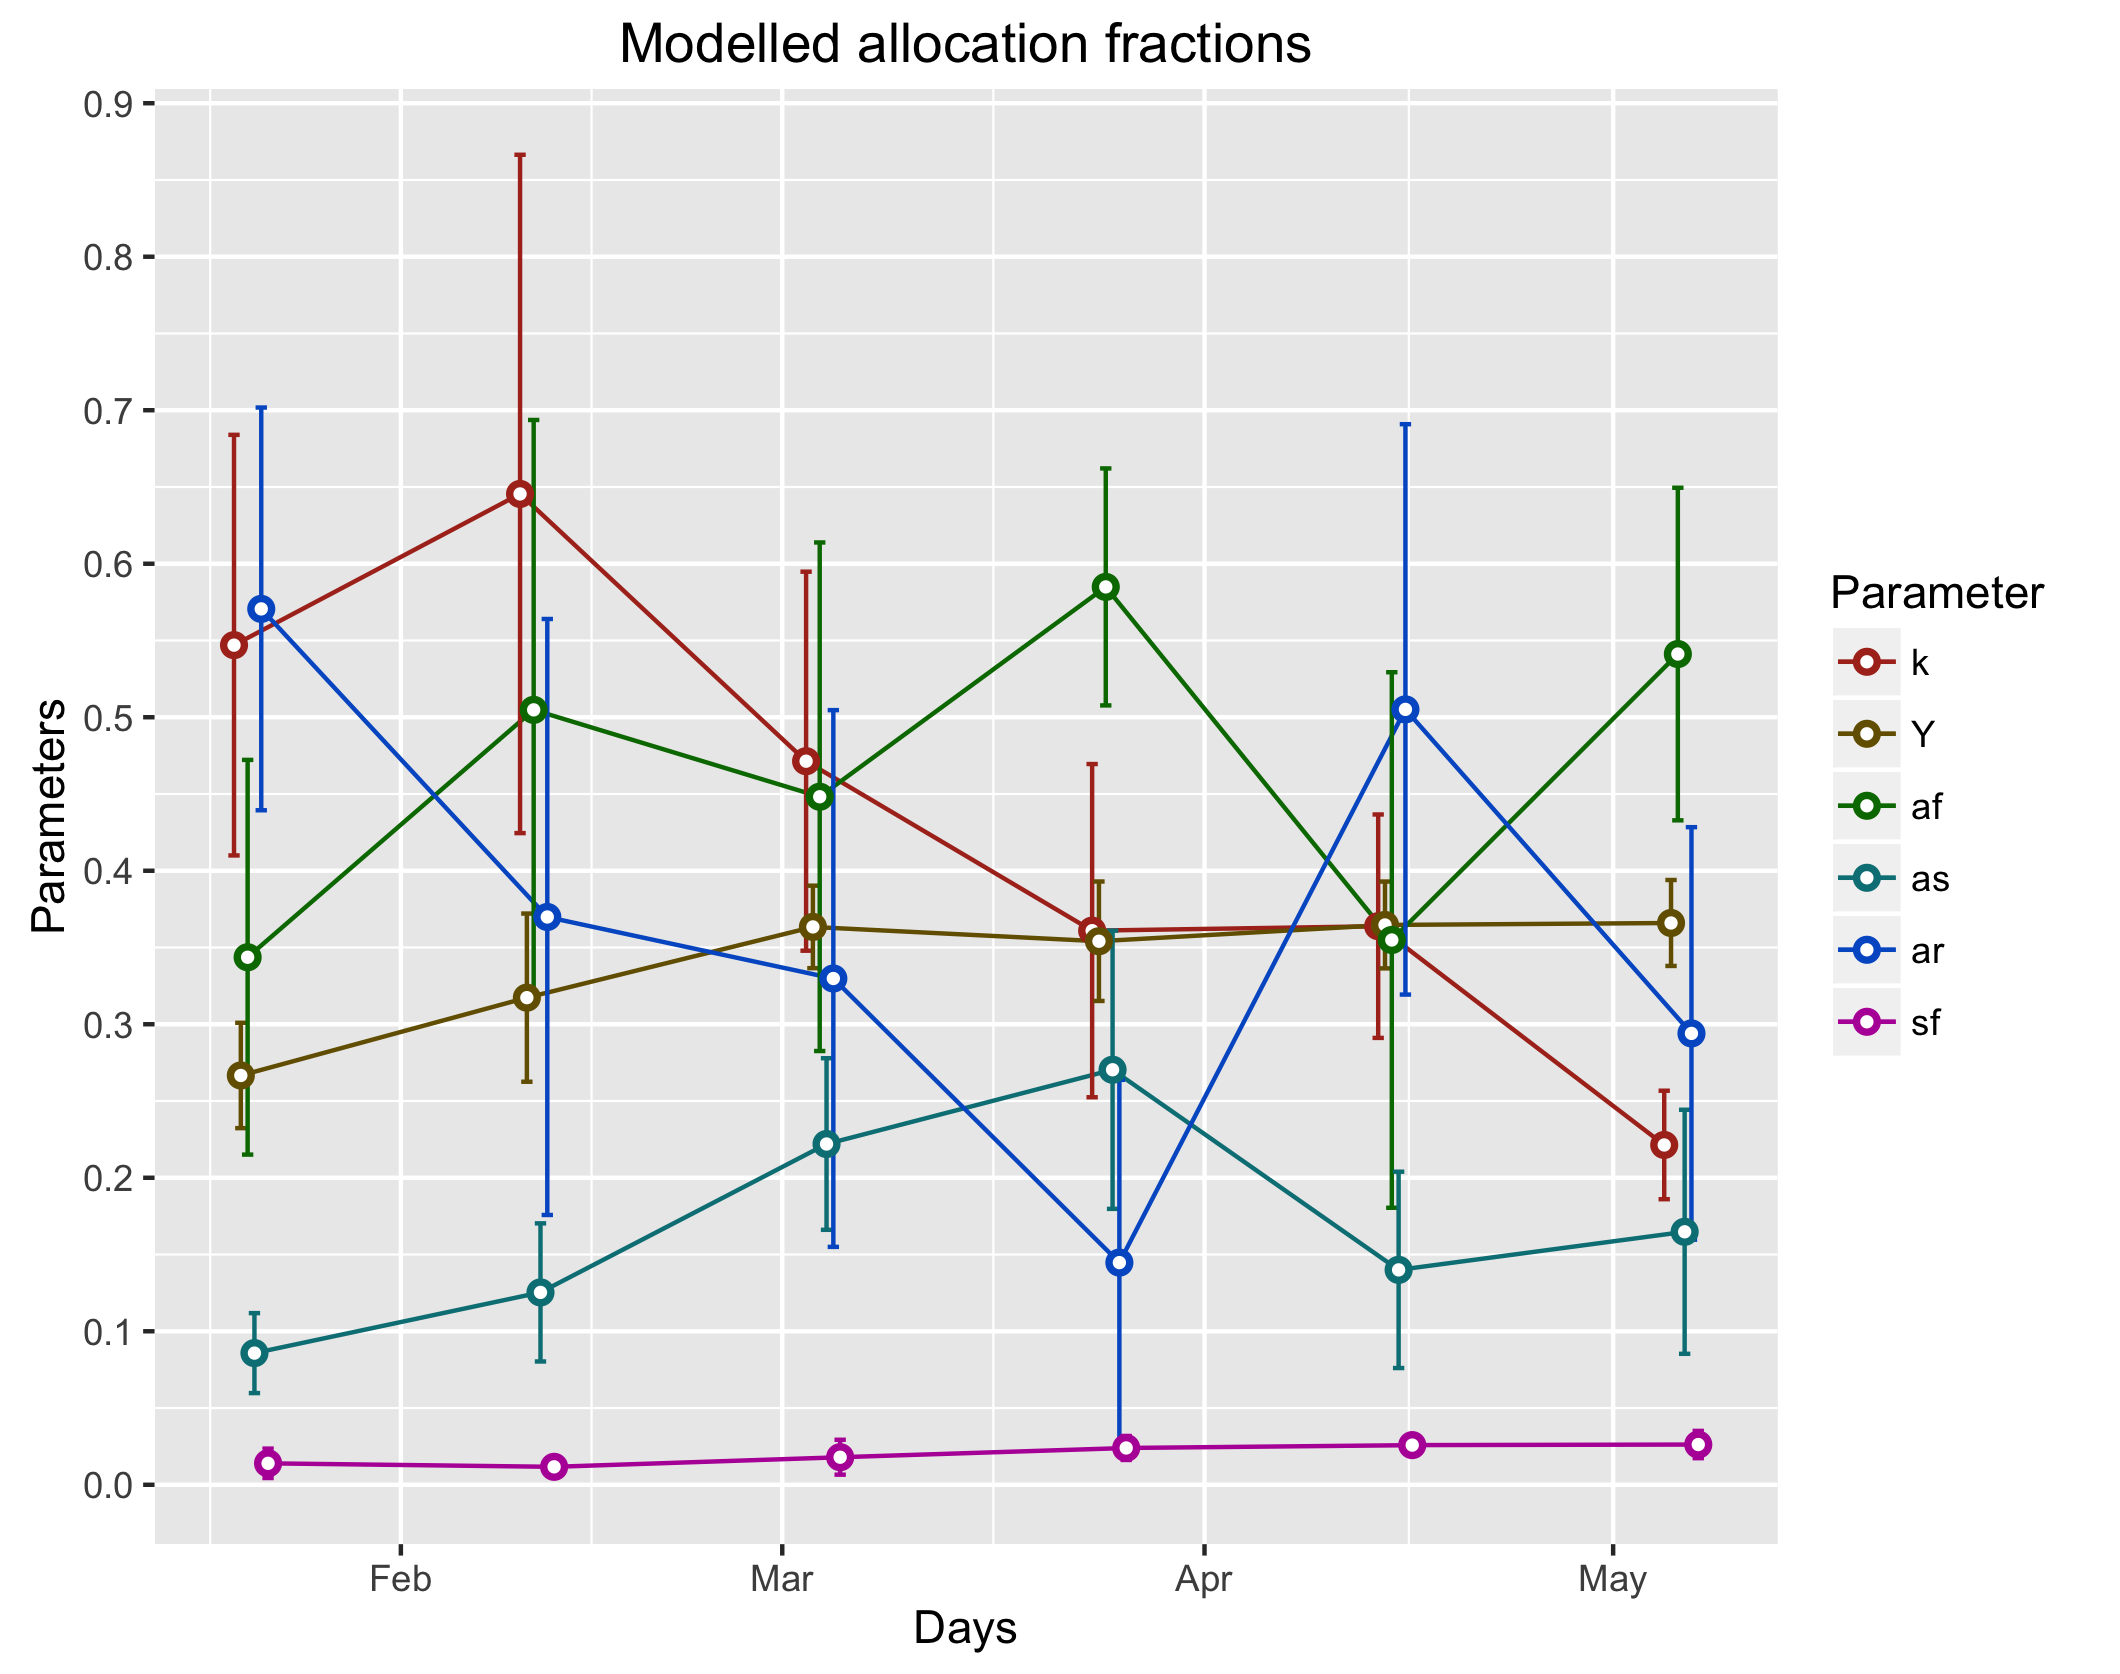 Modelled allocation fractions
Parameters
0.9
0.8
0.7
0.6
0.5
0.4
0.3
0.2
0.1
0.0
Feb Mar Apr May
Days
Parameter
k
Y
af
as
ar
sf